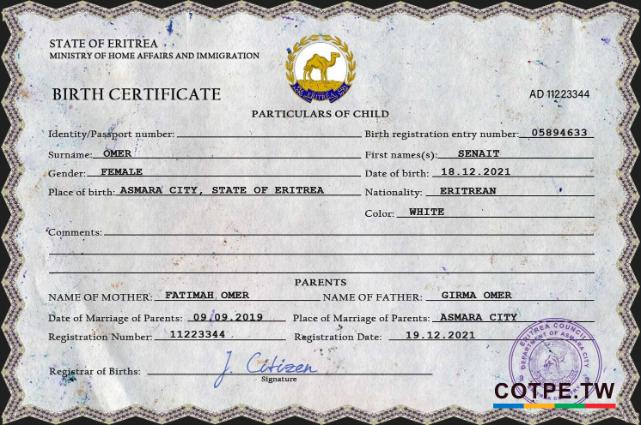 STATE OF ERITREA
MINISTRY OF HOME AFFAIRS AND IMMIGRATION
BIRTH CERTIFICATE
AD 11223344
PARTICULARS OF CHILD
Identity/Passport number:
Birth registration entry number: 05894633
Surname: OMER
First names(s): SENAIT
Gender: FEMALE
Date of birth: 18.12.2021
Place of birth: ASMARA CITY, STATE OF ERITREA
Nationality: ERITREAN
Color: WHITE
Comments:
PARENTS
NAME OF MOTHER: FATIMAH OMER
NAME OF FATHER: GIRMA OMER
Date of Marriage of Parents: 09/09.2019
Place of Marriage of Parents: ASMARA CITY
Registration Number: 11223344
Registration Date: 19.12.2021
Registrar of Births: J. Citizen
Signature
ERITREA COUNCIL
DEPARTMENT OF ASMARA CITY
COTPE.TW